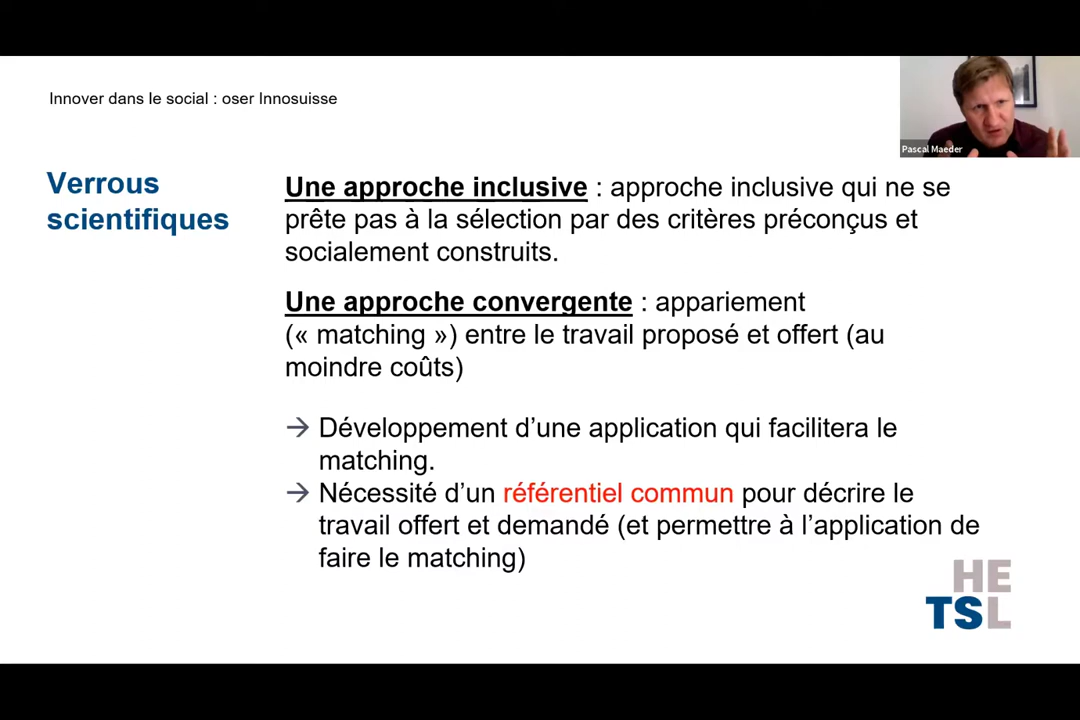 Innover dans le social : oser Innosuisse
Pascal Maeder
Verrous
scientifiques
Une approche inclusive : approche inclusive qui ne se
prête pas à la sélection par des critères préconçus et
socialement construits.
Une approche convergente : appariement
(« matching ») entre le travail proposé et offert (au
moindre coûts)
→ Développement d’une application qui facilitera le
matching.
→ Nécessité d’un référentiel commun pour décrire le
travail offert et demandé (et permettre à l’application de
faire le matching)
HE
TSL